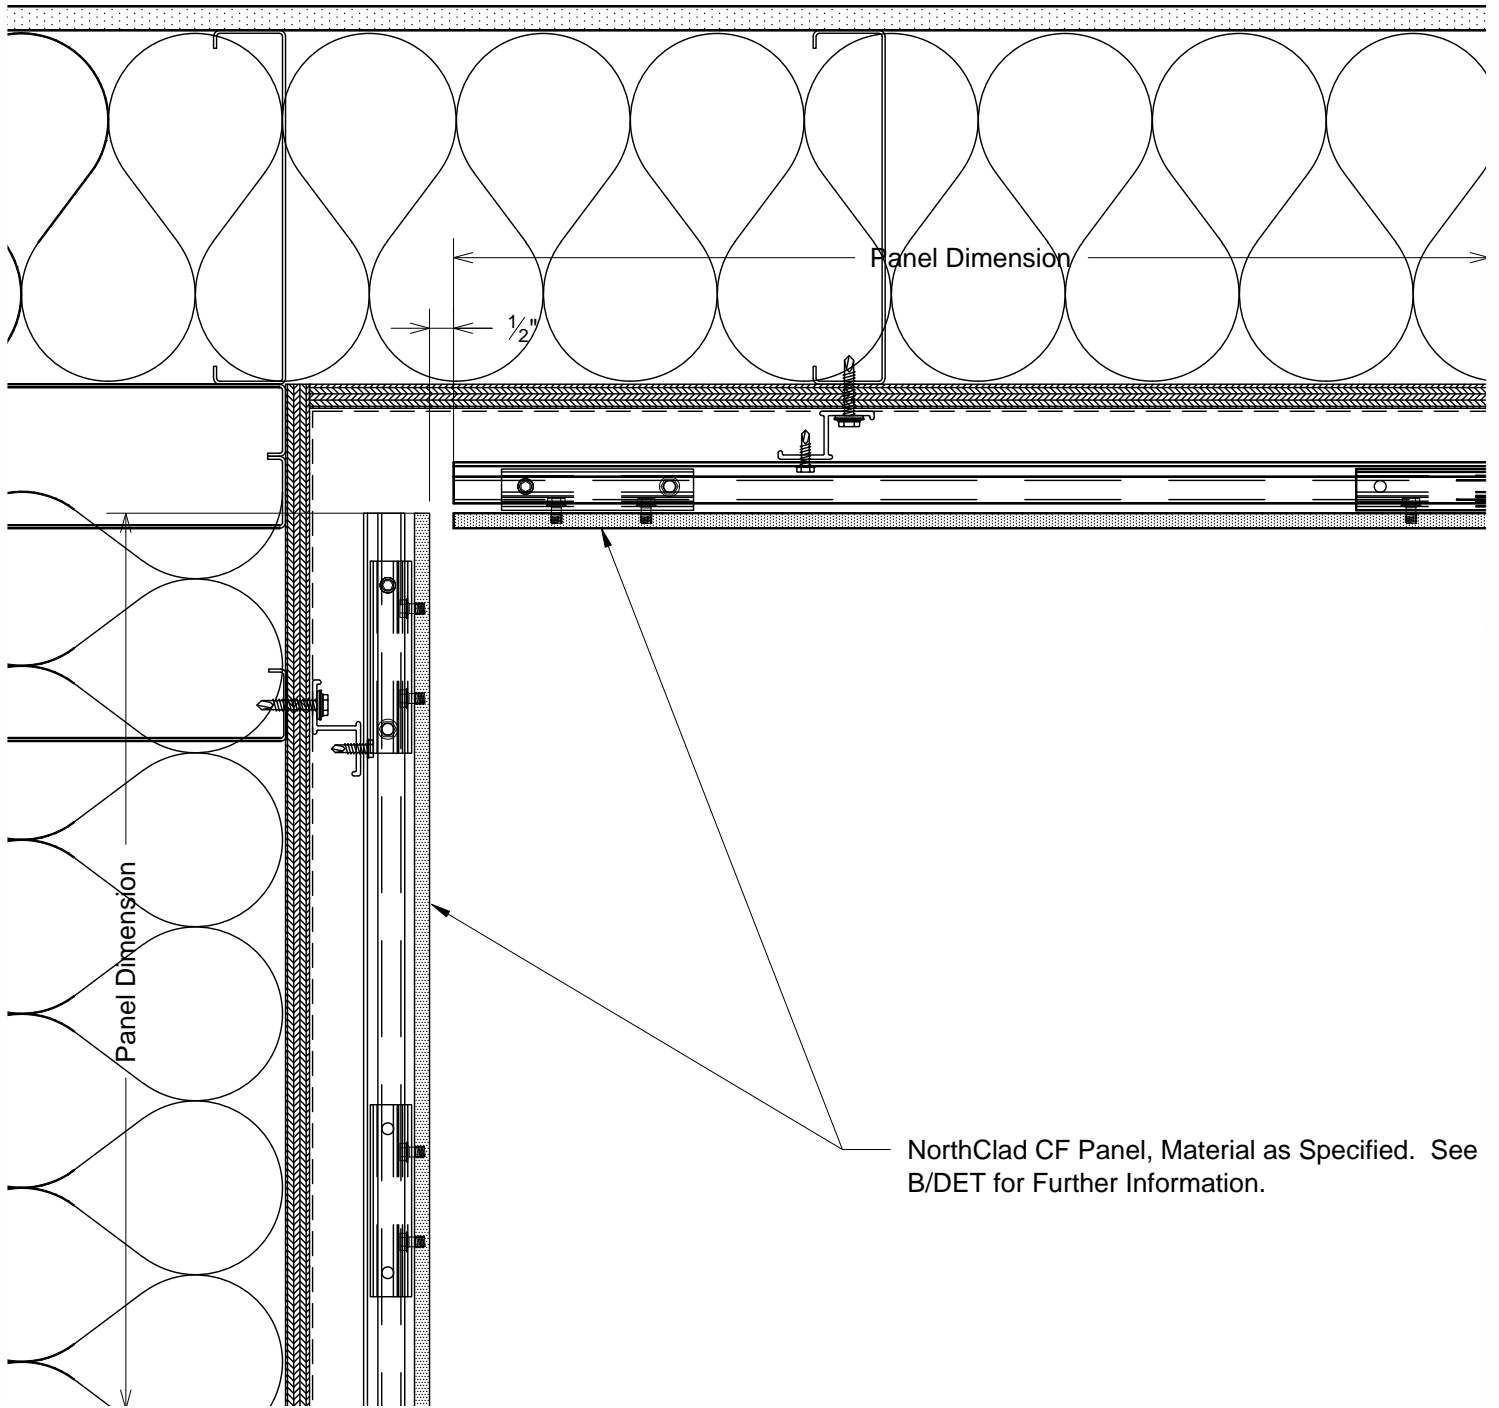 Panel Dimension
½"
Panel Dimension
NorthClad CF Panel, Material as Specified.  See
B/DET for Further Information.